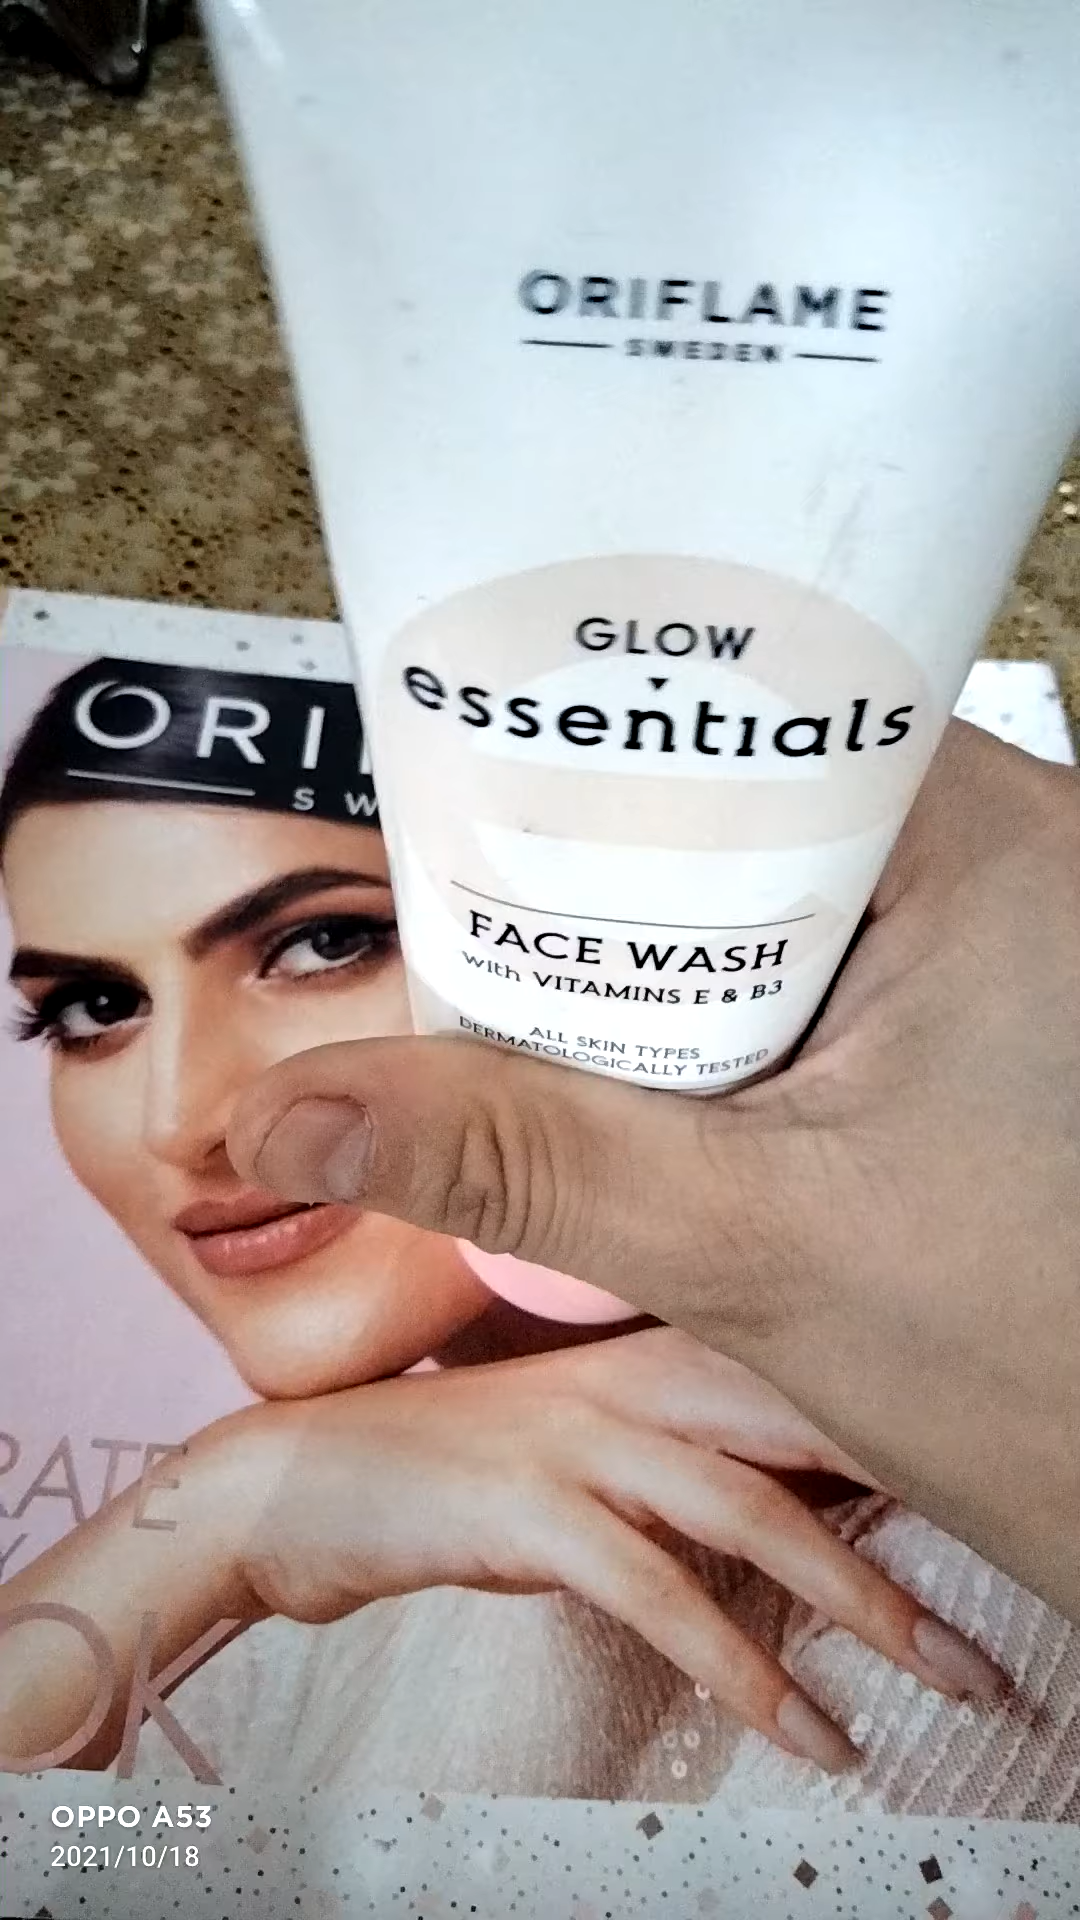 ORIFLAME
SWEDEN
GLOW
essentials
FACE WASH
with VITAMINS E & B3
ALL SKIN TYPES
DERMATOLOGICALLY TESTED
ORI
SW
RATE
Y
OK
OPPO A53
2021/10/18